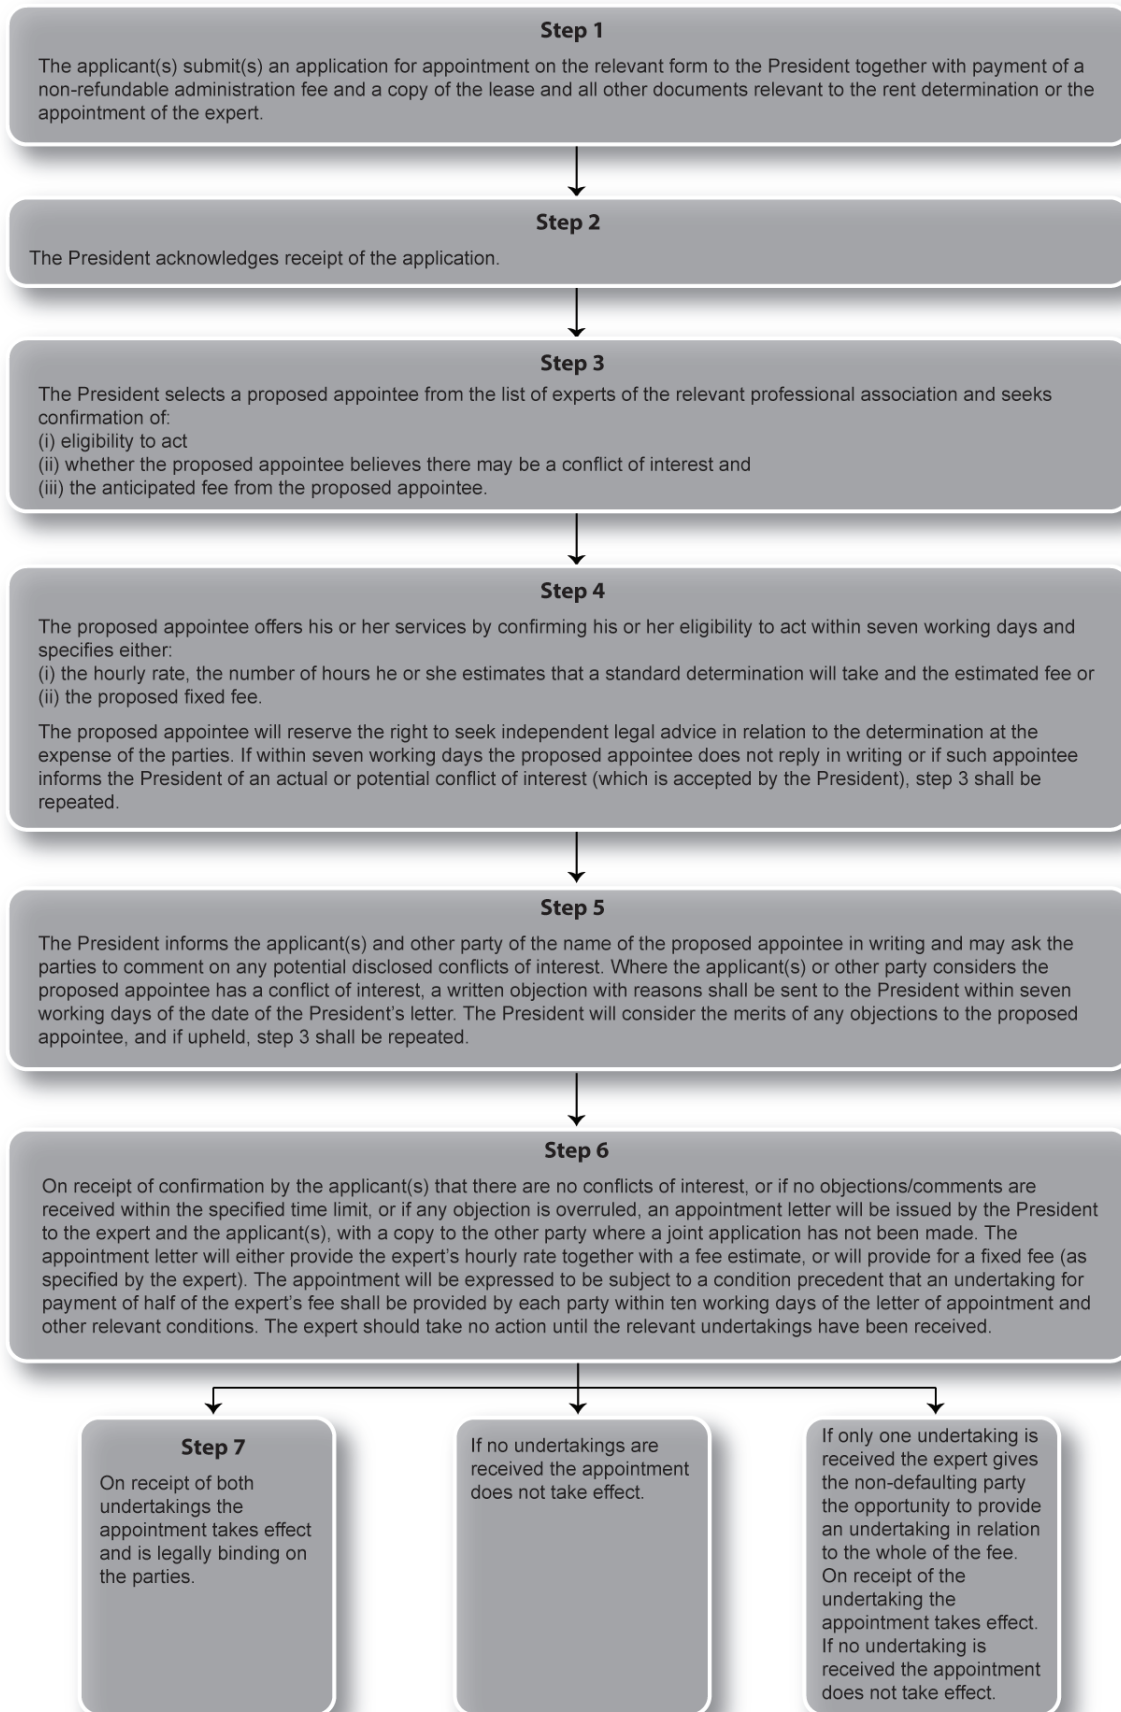 Step 1
The applicant(s) submit(s) an application for appointment on the relevant form to the President together with payment of a
non-refundable administration fee and a copy of the lease and all other documents relevant to the rent determination or the
appointment of the expert.
Step 2
The President acknowledges receipt of the application.
Step 3
The President selects a proposed appointee from the list of experts of the relevant professional association and seeks
confirmation of:
(i) eligibility to act
(ii) whether the proposed appointee believes there may be a conflict of interest and
(iii) the anticipated fee from the proposed appointee.
Step 4
The proposed appointee offers his or her services by confirming his or her eligibility to act within seven working days and
specifies either:
(i) the hourly rate, the number of hours he or she estimates that a standard determination will take and the estimated fee or
(ii) the proposed fixed fee.
The proposed appointee will reserve the right to seek independent legal advice in relation to the determination at the
expense of the parties. If within seven working days the proposed appointee does not reply in writing or if such appointee
informs the President of an actual or potential conflict of interest (which is accepted by the President), step 3 shall be
repeated.
Step 5
The President informs the applicant(s) and other party of the name of the proposed appointee in writing and may ask the
parties to comment on any potential disclosed conflicts of interest. Where the applicant(s) or other party considers the
proposed appointee has a conflict of interest, a written objection with reasons shall be sent to the President within seven
working days of the date of the President's letter. The President will consider the merits of any objections to the proposed
appointee, and if upheld, step 3 shall be repeated.
Step 6
On receipt of confirmation by the applicant(s) that there are no conflicts of interest, or if no objections/comments are
received within the specified time limit, or if any objection is overruled, an appointment letter will be issued by the President
to the expert and the applicant(s), with a copy to the other party where a joint application has not been made. The
appointment letter will either provide the expert's hourly rate together with a fee estimate, or will provide for a fixed fee (as
specified by the expert). The appointment will be expressed to be subject to a condition precedent that an undertaking for
payment of half of the expert's fee shall be provided by each party within ten working days of the letter of appointment and
other relevant conditions. The expert should take no action until the relevant undertakings have been received.
Step 7
On receipt of both
undertakings the
appointment takes effect
and is legally binding on
the parties.
If no undertakings are
received the appointment
does not take effect.
If only one undertaking is
received the expert gives
the non-defaulting party
the opportunity to provide
an undertaking in relation
to the whole of the fee.
On receipt of the
undertaking the
appointment takes effect.
If no undertaking is
received the appointment
does not take effect.